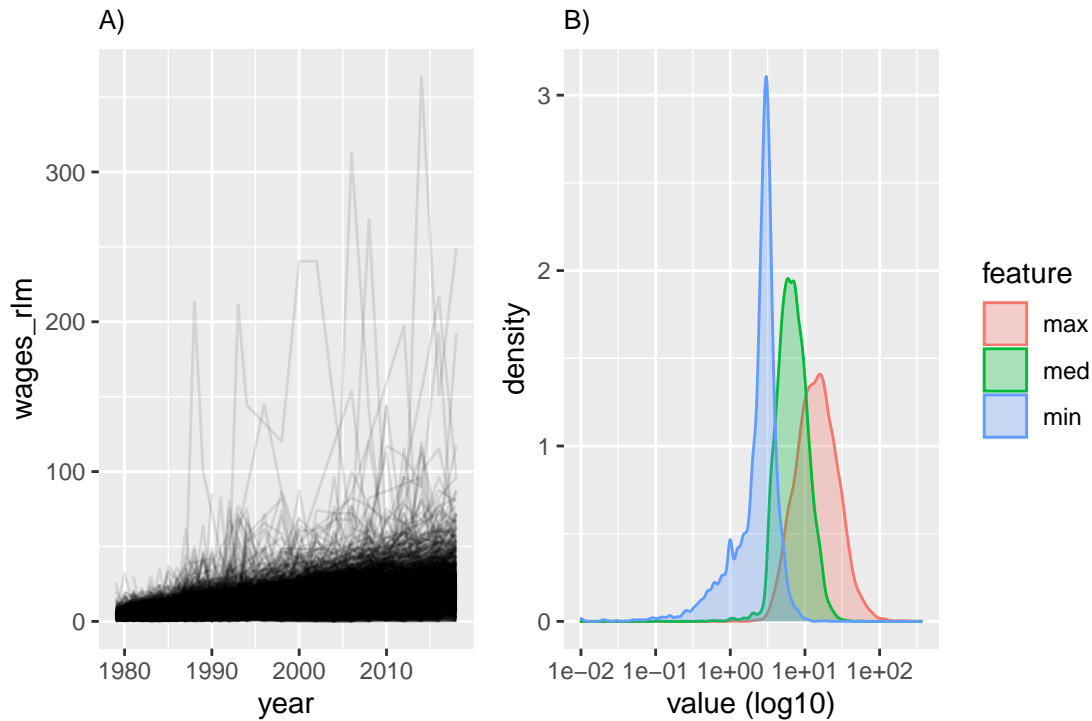 A)
wages_rlm
300
200
100
0
1980
1990
2000
2010
year
B)
density
3
2
1
0
1e−02
1e−01
1e+00
1e+01
1e+02
value (log10)
feature
max
med
min